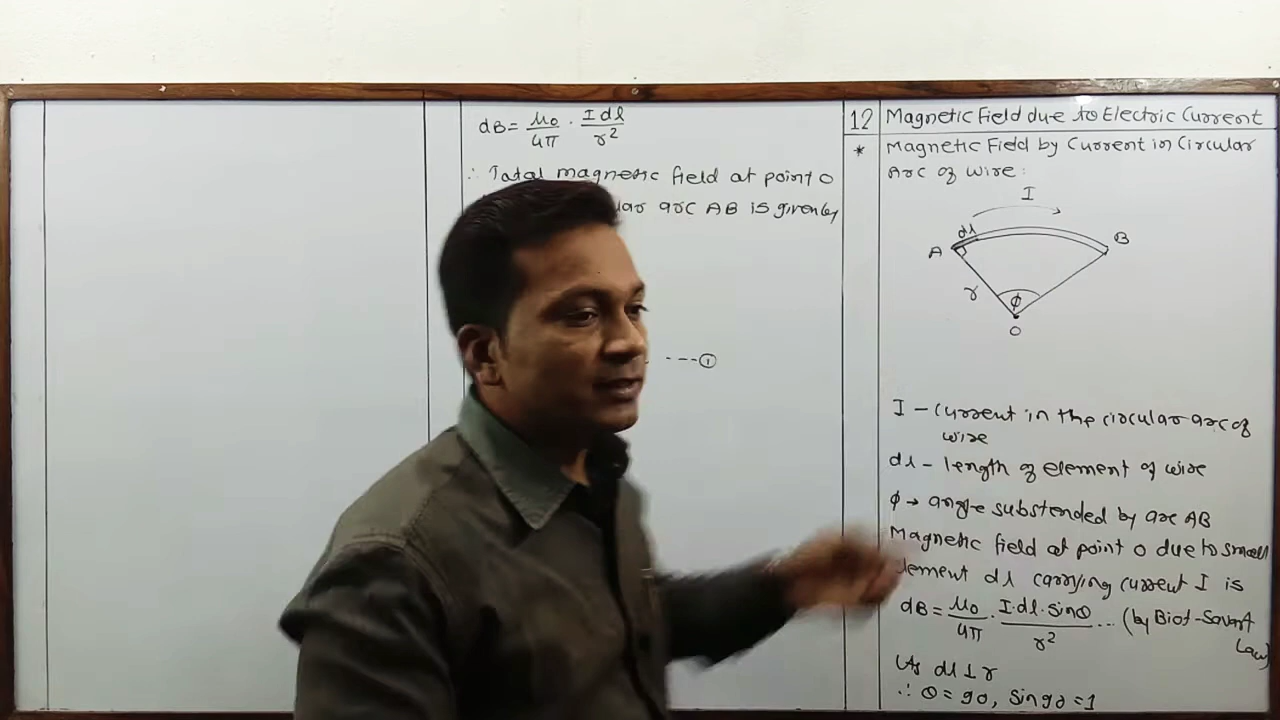 12 Magnetic Field due to Electric Current
* Magnetic Field by Current in Circular
Arc of wire:
I
dl
A
B
r
φ
O
I - Current in the circular arc of
wire
dl - length of element of wire
φ → angle substended by arc AB
Magnetic field at point O due to small
element dl carrying current I is
dB = μ0/4π · I·dl·sinθ/r² ... (by Biot-Savart
Law)
As dl ⊥ r
∴ θ = 90, sin90 = 1
dB = μ0/4π · I dl/r²
∴ Total magnetic field at point O
arc AB is given by
---①